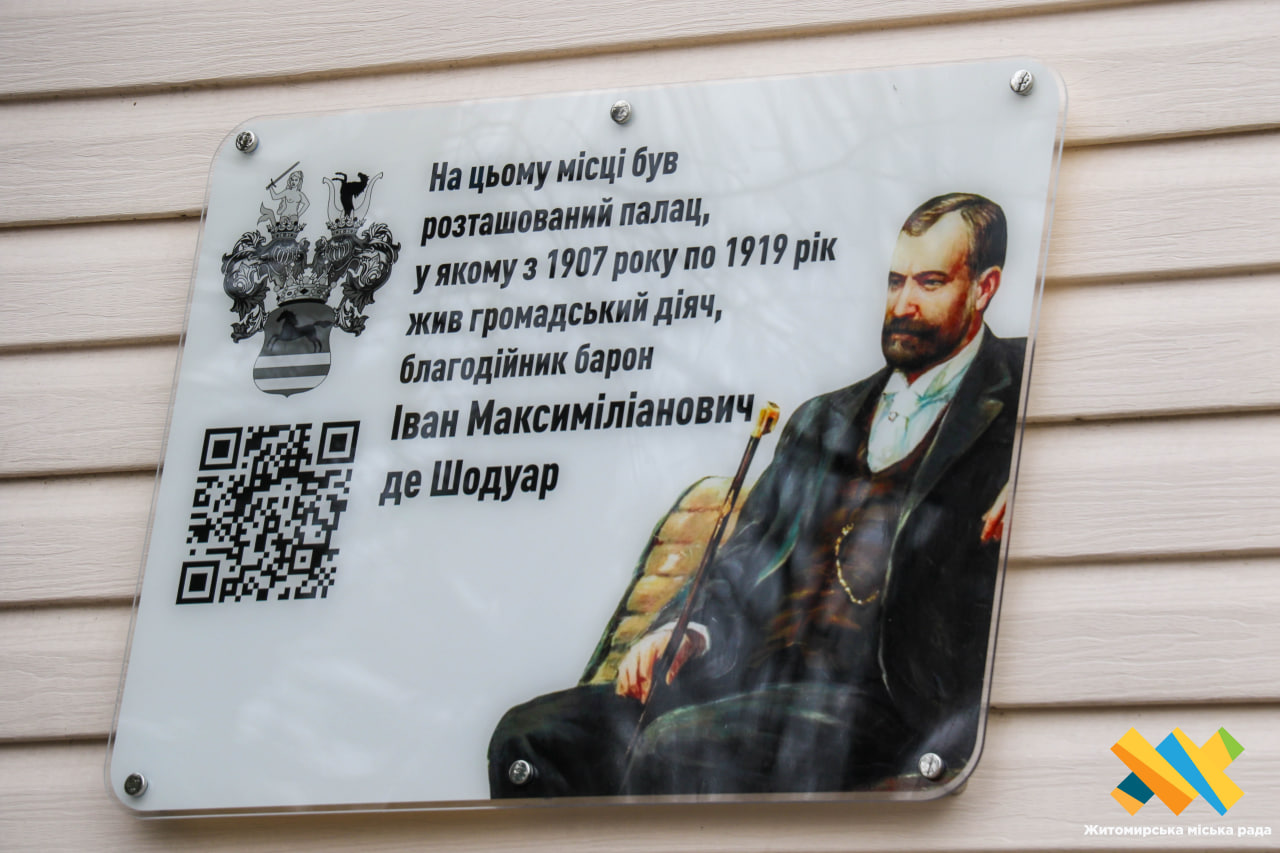 На цьому місці був
розташований палац,
у якому з 1907 року по 1919 рік
жив громадський діяч,
благодійник барон
Іван Максиміліанович
де Шодуар
Житомирська міська рада